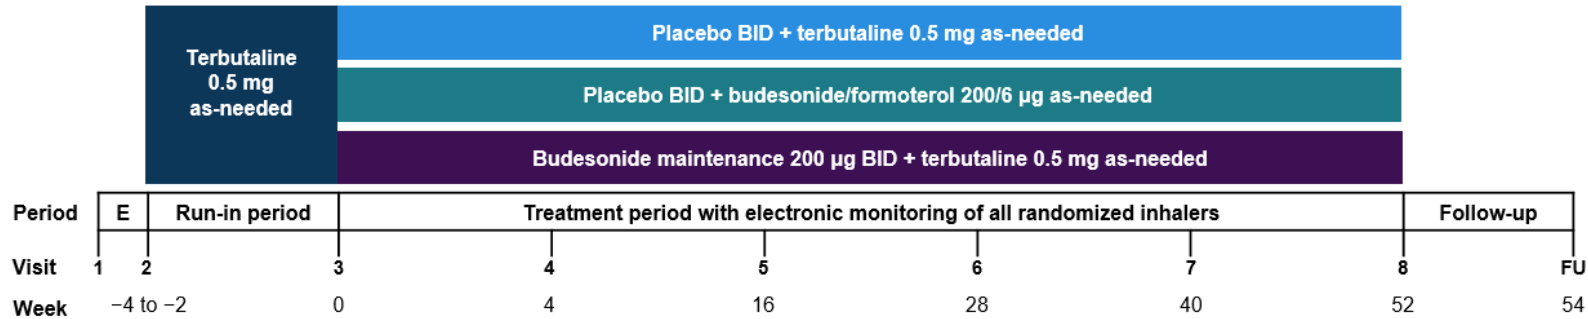 Terbutaline
0.5 mg
as-needed
Placebo BID + terbutaline 0.5 mg as-needed
Placebo BID + budesonide/formoterol 200/6 µg as-needed
Budesonide maintenance 200 µg BID + terbutaline 0.5 mg as-needed
Period E Run-in period Treatment period with electronic monitoring of all randomized inhalers Follow-up
Visit 1 2 3 4 5 6 7 8 FU
Week −4 to −2 0 4 16 28 40 52 54